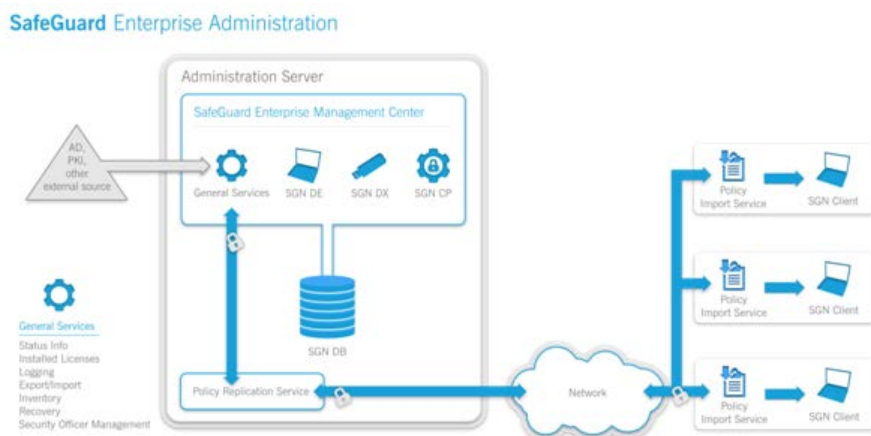 SafeGuard Enterprise Administration
Administration Server
SafeGuard Enterprise Management Center
AD,
PKI,
other
external source
General Services
SGN DE
SGN DX
SGN CP
SGN DB
Policy Replication Service
Network
Policy
Import Service
SGN Client
Policy
Import Service
SGN Client
Policy
Import Service
SGN Client
General Services
Status Info
Installed Licenses
Logging
Export/Import
Inventory
Recovery
Security Officer Management